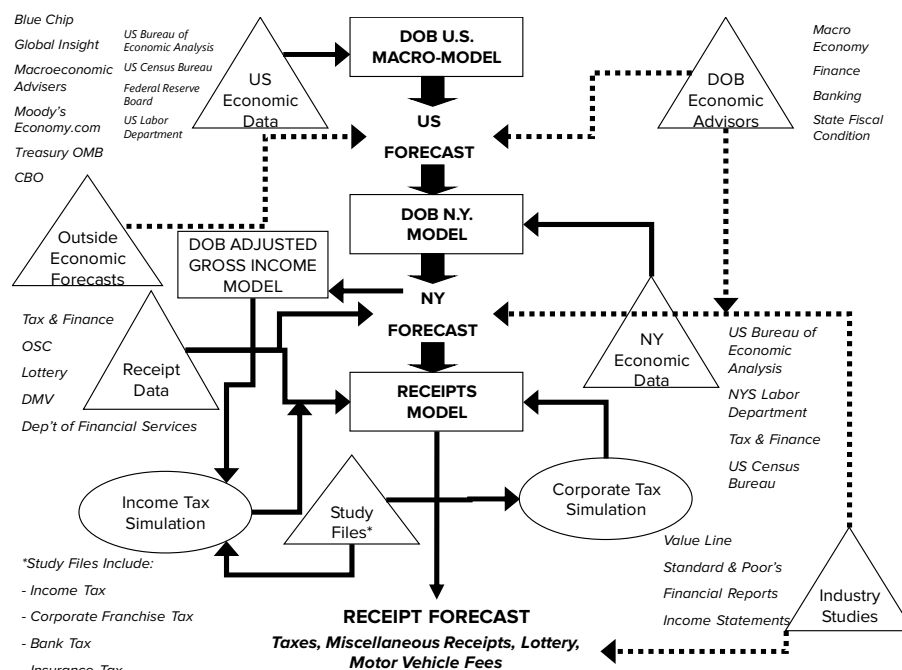 Blue Chip
Global Insight
Macroeconomic
Advisers
Moody's
Economy.com
Treasury OMB
CBO
US Bureau of
Economic Analysis
US Census Bureau
Federal Reserve
Board
US Labor
Department
US
Economic
Data
DOB U.S.
MACRO-MODEL
US
FORECAST
DOB
Economic
Advisors
Macro
Economy
Finance
Banking
State Fiscal
Condition
Outside
Economic
Forecasts
DOB ADJUSTED
GROSS INCOME
MODEL
DOB N.Y.
MODEL
NY
FORECAST
Tax & Finance
OSC
Lottery
DMV
Dep't of Financial Services
Receipt
Data
RECEIPTS
MODEL
NY
Economic
Data
US Bureau of
Economic
Analysis
NYS Labor
Department
Tax & Finance
US Census
Bureau
Income Tax
Simulation
Study
Files*
Corporate Tax
Simulation
*Study Files Include:
- Income Tax
- Corporate Franchise Tax
- Bank Tax
- Insurance Tax
Value Line
Standard & Poor's
Financial Reports
Income Statements
Industry
Studies
RECEIPT FORECAST
Taxes, Miscellaneous Receipts, Lottery,
Motor Vehicle Fees